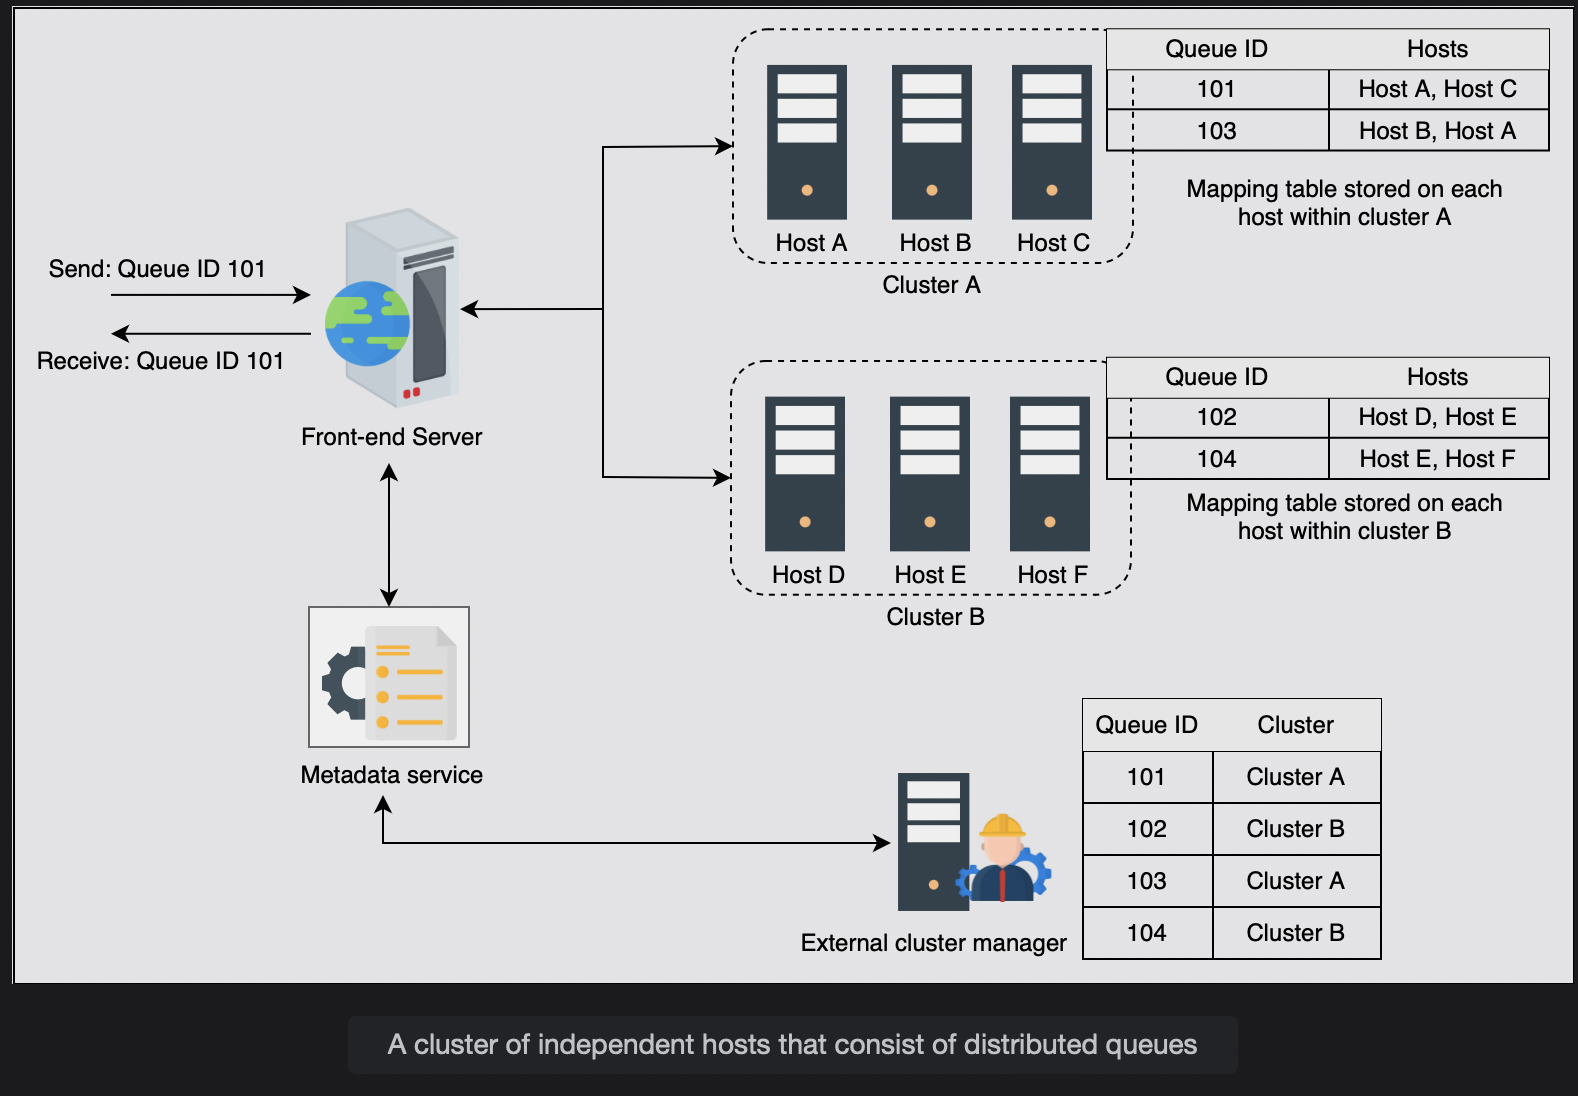 Queue ID Hosts
101 Host A, Host C
103 Host B, Host A
Mapping table stored on each
host within cluster A
Host A Host B Host C
Cluster A
Send: Queue ID 101
Receive: Queue ID 101
Front-end Server
Queue ID Hosts
102 Host D, Host E
104 Host E, Host F
Mapping table stored on each
host within cluster B
Host D Host E Host F
Cluster B
Metadata service
External cluster manager
Queue ID Cluster
101 Cluster A
102 Cluster B
103 Cluster A
104 Cluster B
A cluster of independent hosts that consist of distributed queues